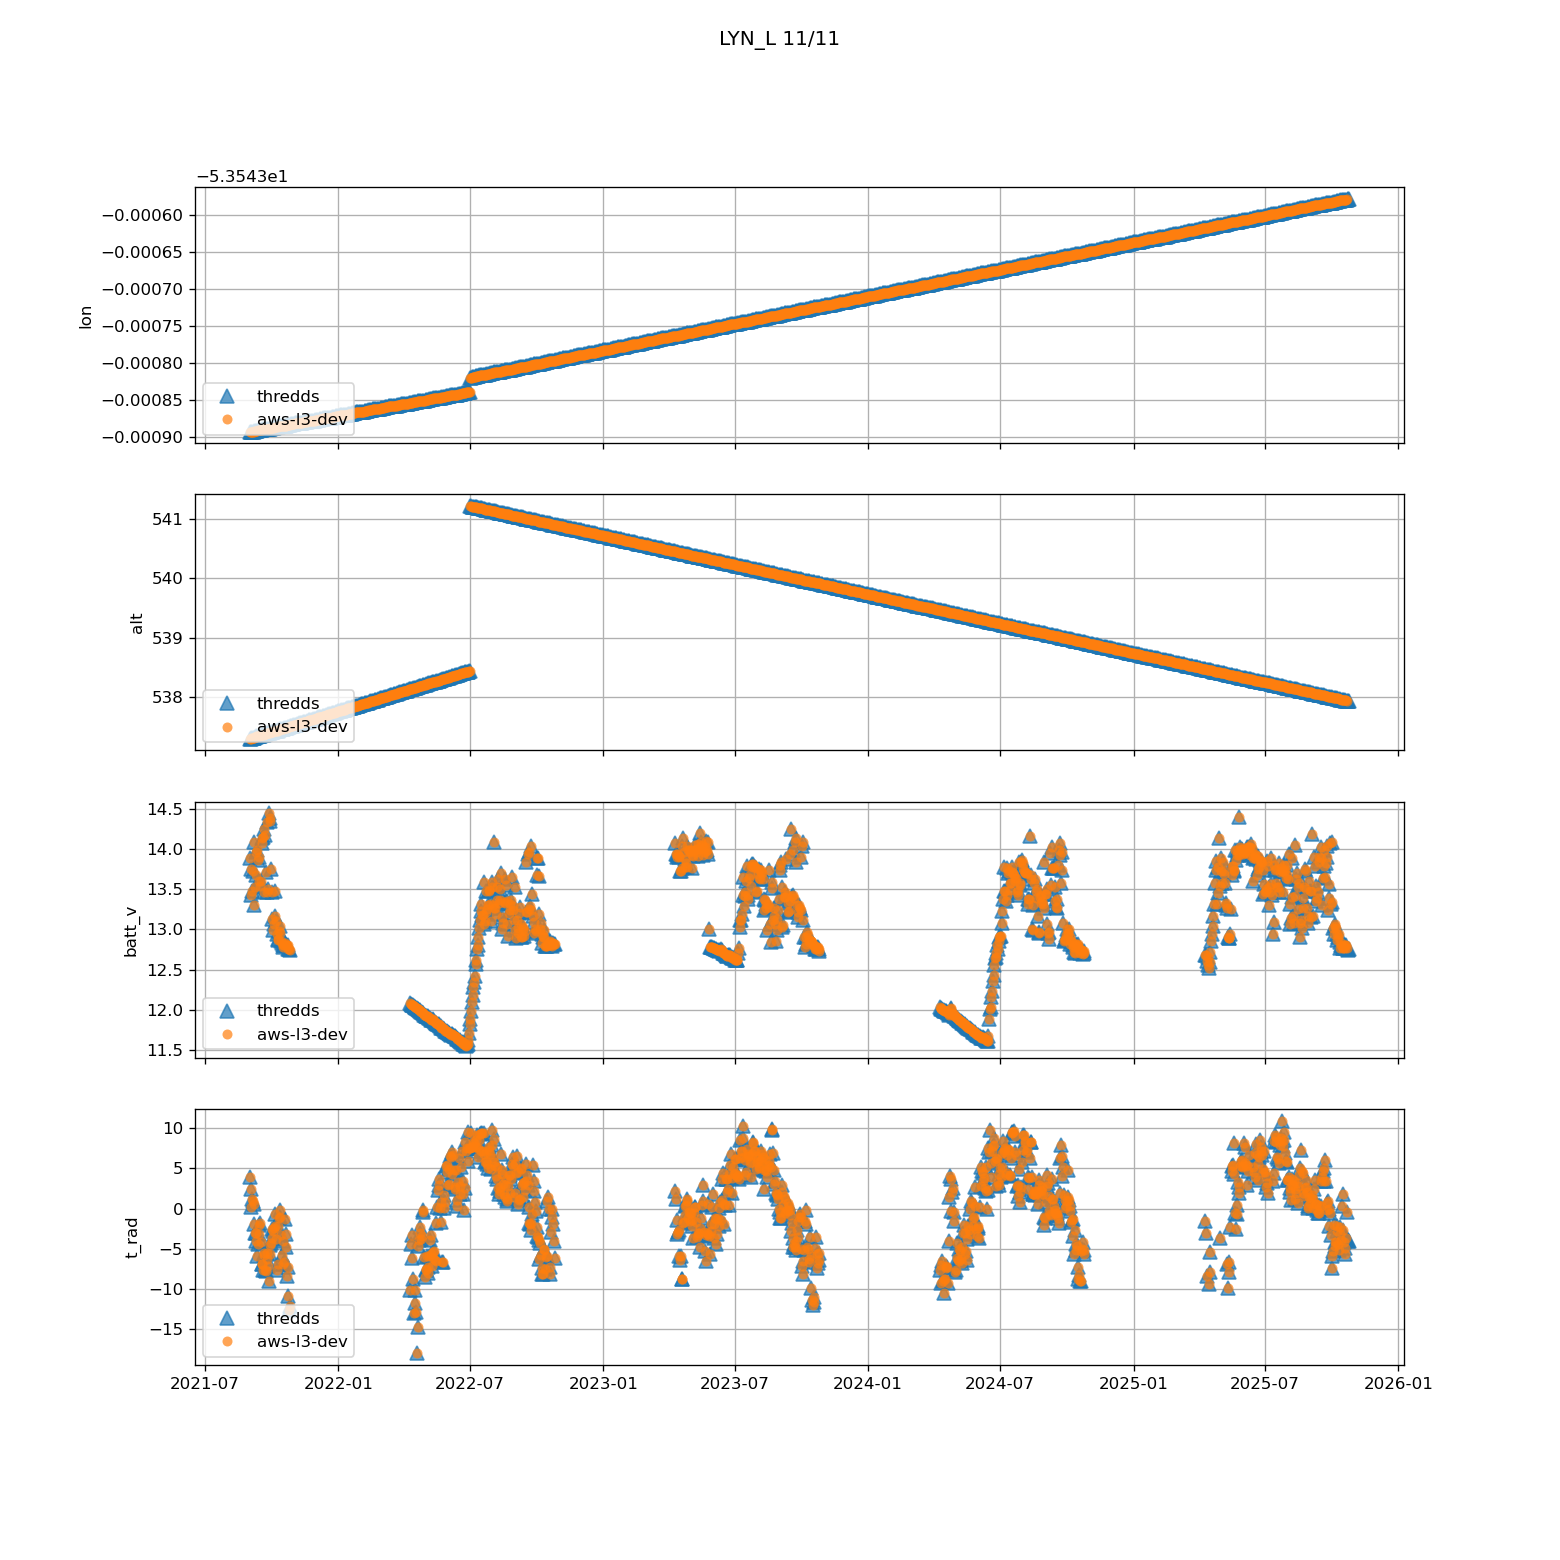 LYN_L 11/11
−5.3543e1
−0.00060
−0.00065
−0.00070
−0.00075
−0.00080
−0.00085
−0.00090
lon
thredds
aws-l3-dev
541
540
539
538
alt
thredds
aws-l3-dev
14.5
14.0
13.5
13.0
12.5
12.0
11.5
batt_v
thredds
aws-l3-dev
10
5
0
−5
−10
−15
t_rad
thredds
aws-l3-dev
2021-07 2022-01 2022-07 2023-01 2023-07 2024-01 2024-07 2025-01 2025-07 2026-01